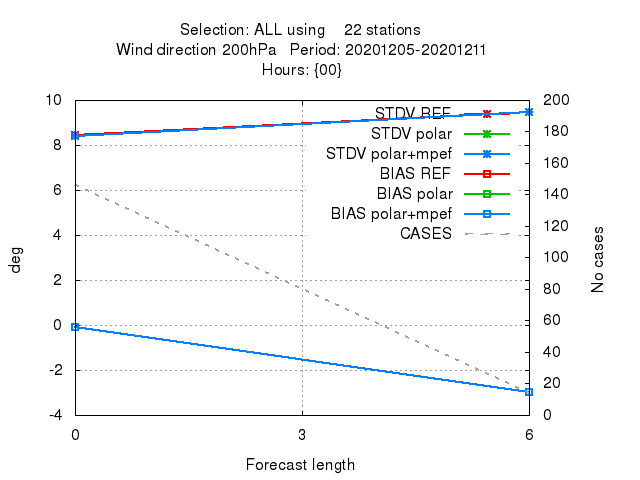 Selection: ALL using    22 stations
Wind direction 200hPa   Period: 20201205-20201211
Hours: {00}
10
8
6
4
2
0
-2
-4
deg
200
180
160
140
120
100
80
60
40
20
0
No cases
STDV REF
STDV polar
STDV polar+mpef
BIAS REF
BIAS polar
BIAS polar+mpef
CASES
0 3 6
Forecast length